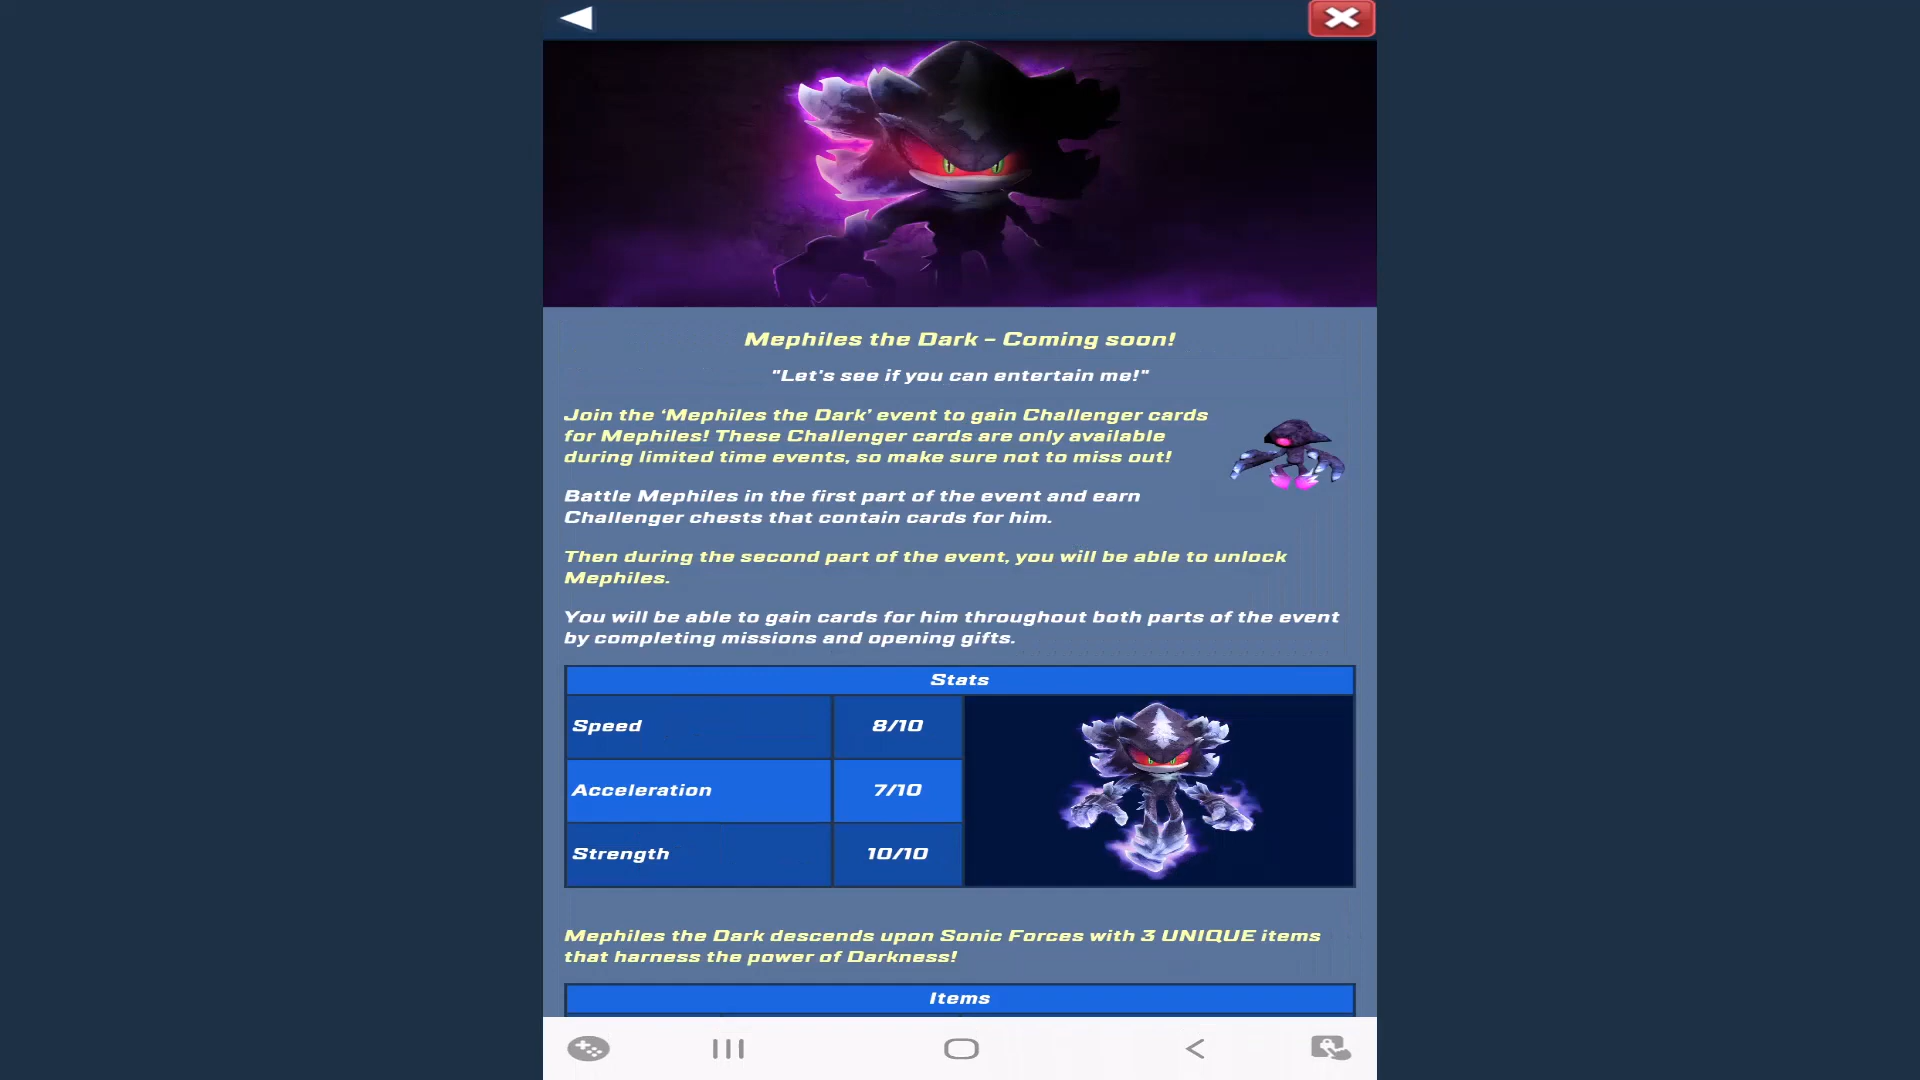 Mephiles the Dark – Coming soon!
"Let's see if you can entertain me!"
Join the ‘Mephiles the Dark’ event to gain Challenger cards
for Mephiles! These Challenger cards are only available
during limited time events, so make sure not to miss out!
Battle Mephiles in the first part of the event and earn
Challenger chests that contain cards for him.
Then during the second part of the event, you will be able to unlock
Mephiles.
You will be able to gain cards for him throughout both parts of the event
by completing missions and opening gifts.
Stats
Speed 8/10
Acceleration 7/10
Strength 10/10
Mephiles the Dark descends upon Sonic Forces with 3 UNIQUE items
that harness the power of Darkness!
Items